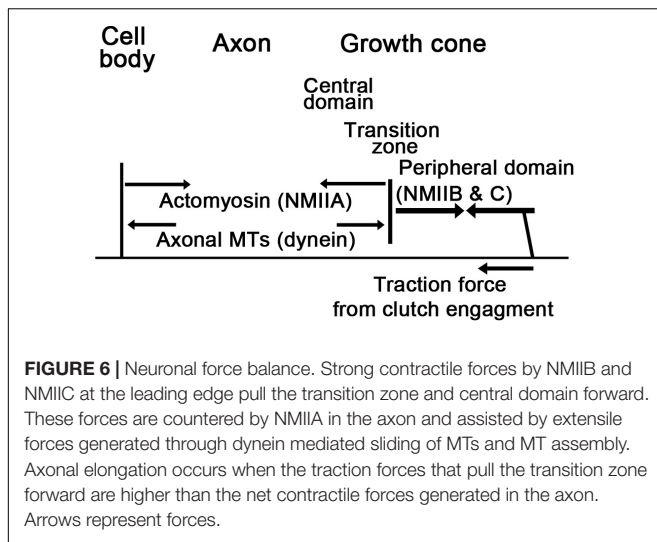 Cell body
Axon
Growth cone
Central domain
Transition zone
Peripheral domain
(NMIIB & C)
Actomyosin (NMIIA)
Axonal MTs (dynein)
Traction force
from clutch engagment
FIGURE 6 | Neuronal force balance. Strong contractile forces by NMIIB and
NMIIC at the leading edge pull the transition zone and central domain forward.
These forces are countered by NMIIA in the axon and assisted by extensile
forces generated through dynein mediated sliding of MTs and MT assembly.
Axonal elongation occurs when the traction forces that pull the transition zone
forward are higher than the net contractile forces generated in the axon.
Arrows represent forces.